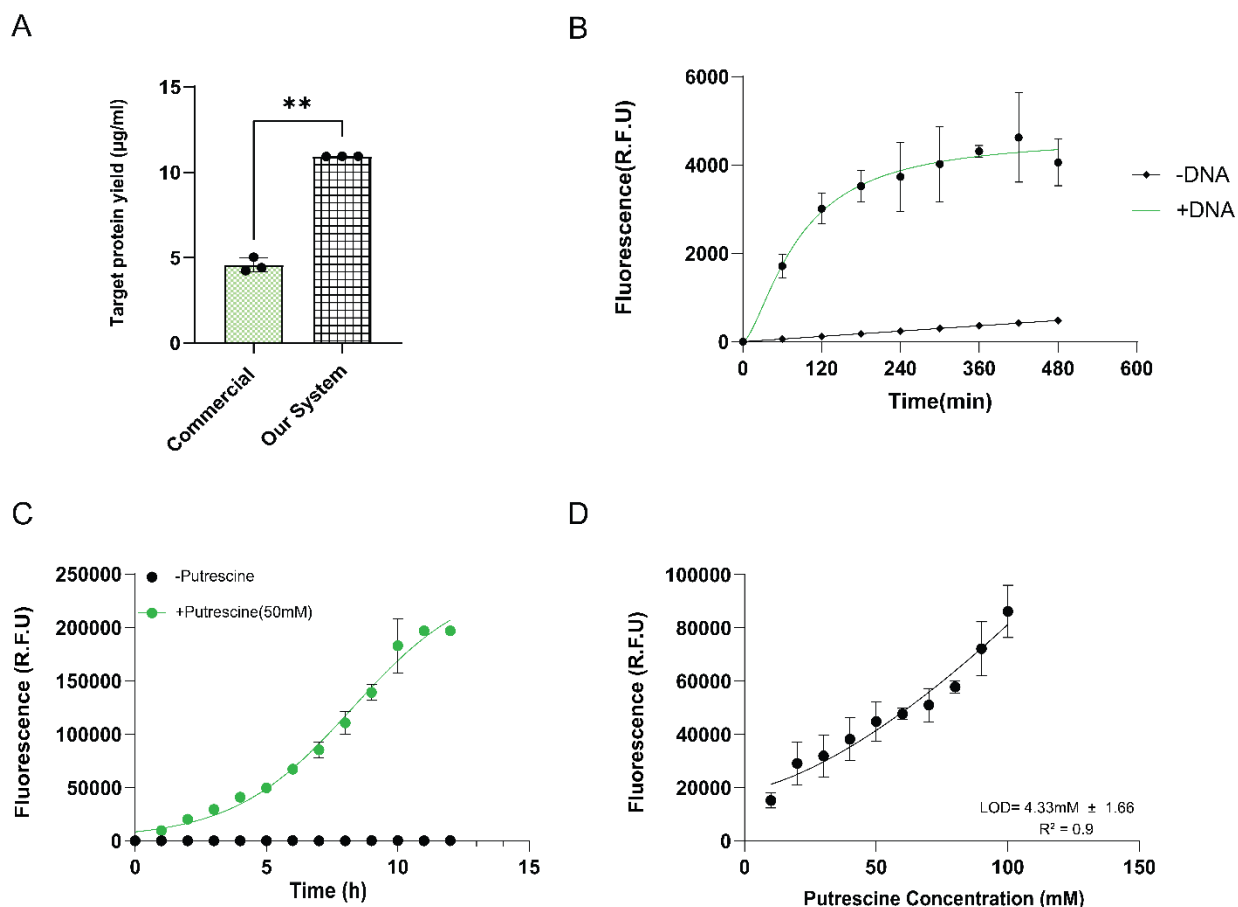 A
Target protein yield (µg/ml)
15
10
5
0
**
Commercial
Our System
B
Fluorescence(R.F.U)
6000
4000
2000
0
0 120 240 360 480 600
Time(min)
-DNA
+DNA
C
Fluorescence (R.F.U)
250000
200000
150000
100000
50000
0
-Putrescine
+Putrescine(50mM)
0 5 10 15
Time (h)
D
Fluorescence (R.F.U)
100000
80000
60000
40000
20000
0
LOD= 4.33mM ± 1.66
R² = 0.9
0 50 100 150
Putrescine Concentration (mM)